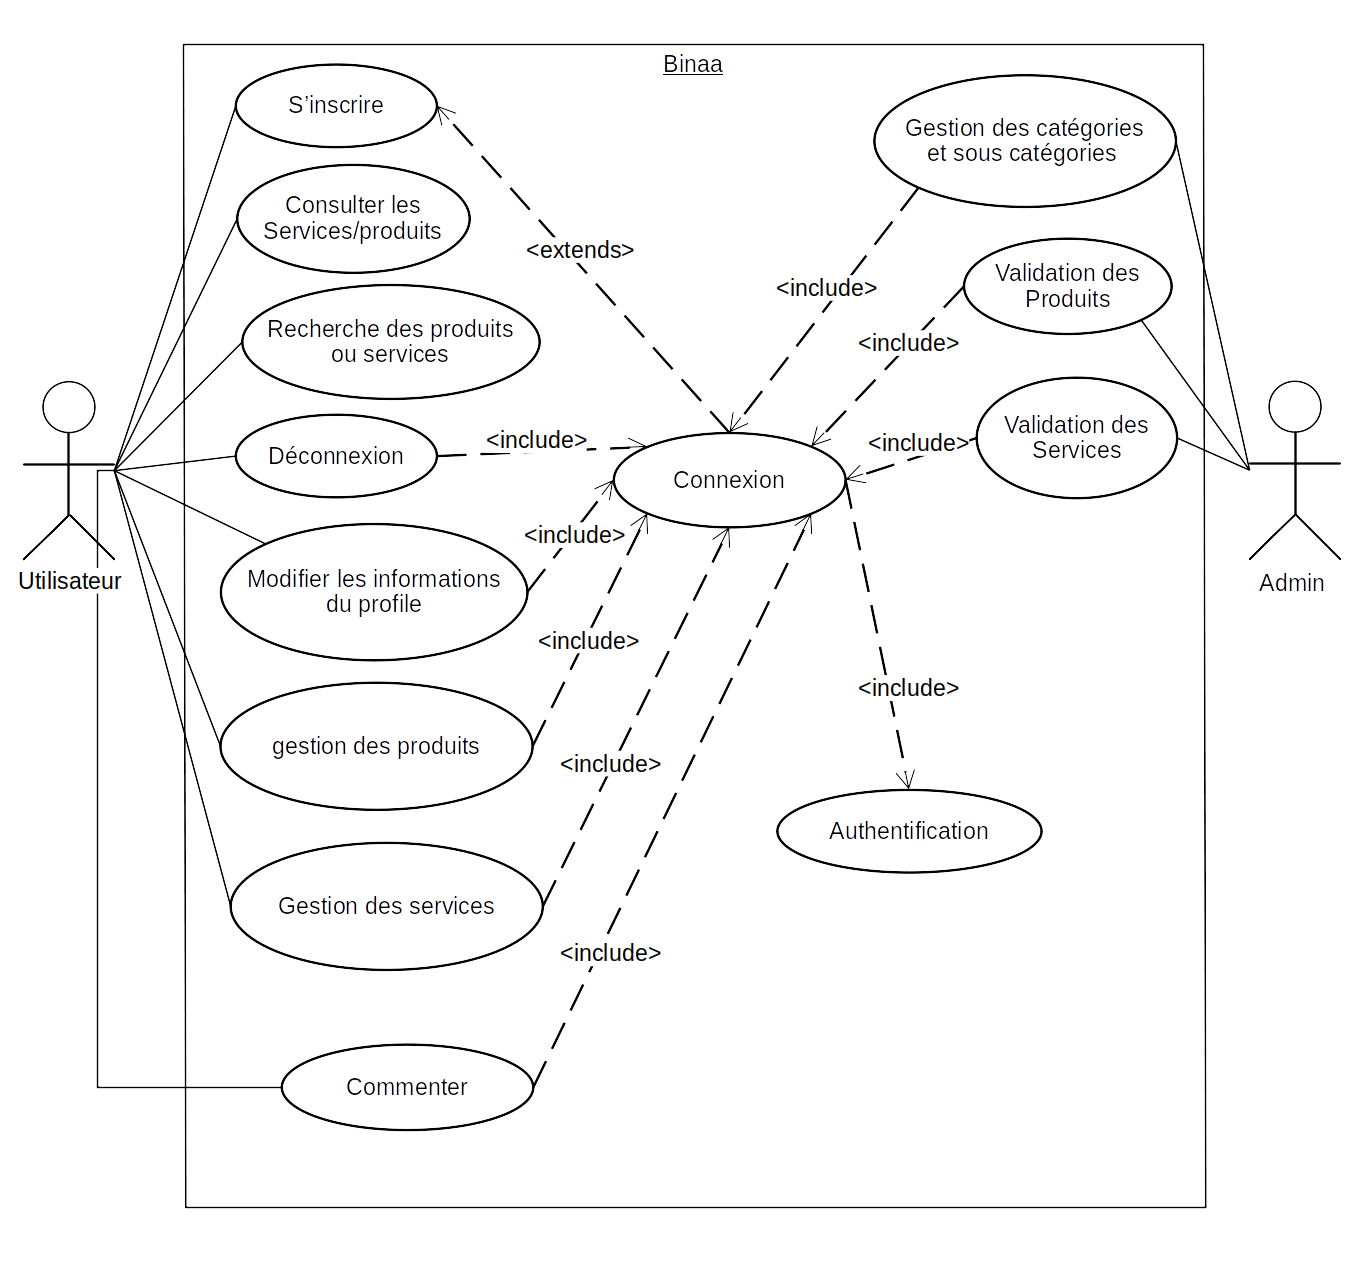 Binaa
S'inscrire
Consulter les
Services/produits
Recherche des produits
ou services
Déconnexion
Modifier les informations
du profile
gestion des produits
Gestion des services
Commenter
Utilisateur
<extends>
<include>
<include>
<include>
<include>
<include>
Connexion
<include>
<include>
<include>
<include>
Authentification
Gestion des catégories
et sous catégories
Validation des
Produits
Validation des
Services
Admin